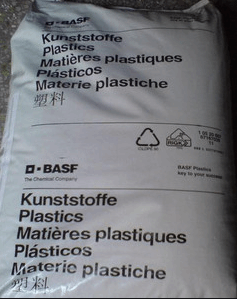 BASF
Kunststoffe
Plastics
Matières plastiques
Plásticos
Materie plastiche
塑料
BASF
The Chemical Company
BASF Plastics
key to your success
Kunststoffe
Plastics
Matières plastiques
Plásticos
Materie plastiche
塑料